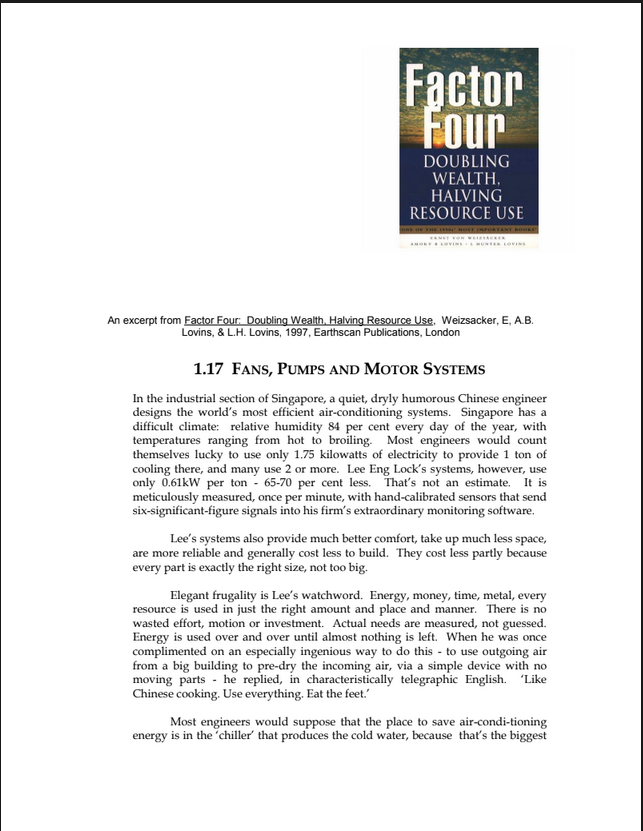 Factor
Four
DOUBLING
WEALTH,
HALVING
RESOURCE USE
'ONE OF THE 1990s' MOST IMPORTANT BOOKS'
ERNST VON WEIZSÄCKER
AMORY B LOVINS · L HUNTER LOVINS
An excerpt from Factor Four:  Doubling Wealth, Halving Resource Use,  Weizsacker, E, A.B.
Lovins, & L.H. Lovins, 1997, Earthscan Publications, London
1.17 FANS, PUMPS AND MOTOR SYSTEMS
In the industrial section of Singapore, a quiet, dryly humorous Chinese engineer
designs the world's most efficient air-conditioning systems.  Singapore has a
difficult climate:  relative humidity 84 per cent every day of the year, with
temperatures ranging from hot to broiling.  Most engineers would count
themselves lucky to use only 1.75 kilowatts of electricity to provide 1 ton of
cooling there, and many use 2 or more.  Lee Eng Lock's systems, however, use
only 0.61kW per ton - 65-70 per cent less.  That's not an estimate.  It is
meticulously measured, once per minute, with hand-calibrated sensors that send
six-significant-figure signals into his firm's extraordinary monitoring software.
Lee's systems also provide much better comfort, take up much less space,
are more reliable and generally cost less to build.  They cost less partly because
every part is exactly the right size, not too big.
Elegant frugality is Lee's watchword.  Energy, money, time, metal, every
resource is used in just the right amount and place and manner.  There is no
wasted effort, motion or investment.  Actual needs are measured, not guessed.
Energy is used over and over until almost nothing is left.  When he was once
complimented on an especially ingenious way to do this - to use outgoing air
from a big building to pre-dry the incoming air, via a simple device with no
moving parts - he replied, in characteristically telegraphic English.  'Like
Chinese cooking. Use everything. Eat the feet.'
Most engineers would suppose that the place to save air-condi-tioning
energy is in the 'chiller' that produces the cold water, because  that's the biggest